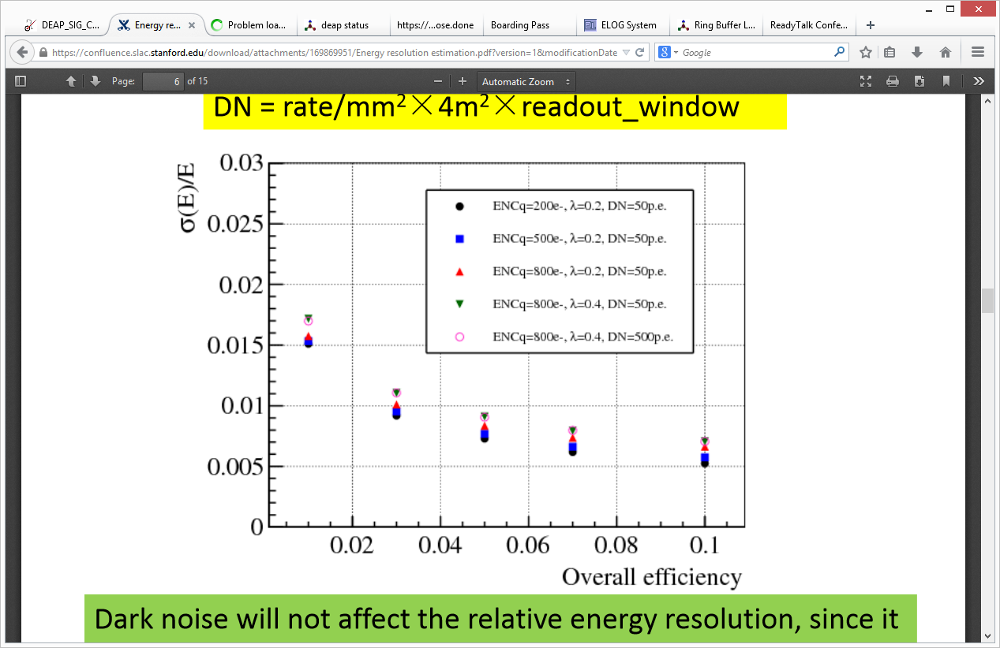 DEAP_SIG_C...
Energy re...
Problem loa...
deap status
https://...ose.done
Boarding Pass
ELOG System
Ring Buffer L...
ReadyTalk Confe...
https://confluence.slac.stanford.edu/download/attachments/169869951/Energy resolution estimation.pdf?version=1&modificationDate
Google
Page: 6 of 15
Automatic Zoom
DN = rate/mm²×4m²×readout_window
σ(E)/E
0.03
0.025
0.02
0.015
0.01
0.005
0
ENCq=200e-, λ=0.2, DN=50p.e.
ENCq=500e-, λ=0.2, DN=50p.e.
ENCq=800e-, λ=0.2, DN=50p.e.
ENCq=800e-, λ=0.4, DN=50p.e.
ENCq=800e-, λ=0.4, DN=500p.e.
0.02 0.04 0.06 0.08 0.1
Overall efficiency
Dark noise will not affect the relative energy resolution, since it